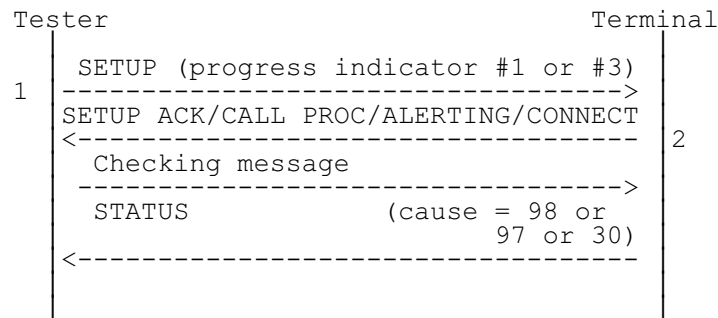 Tester Terminal
SETUP (progress indicator #1 or #3)
1
SETUP ACK/CALL PROC/ALERTING/CONNECT
2
Checking message
STATUS (cause = 98 or
97 or 30)